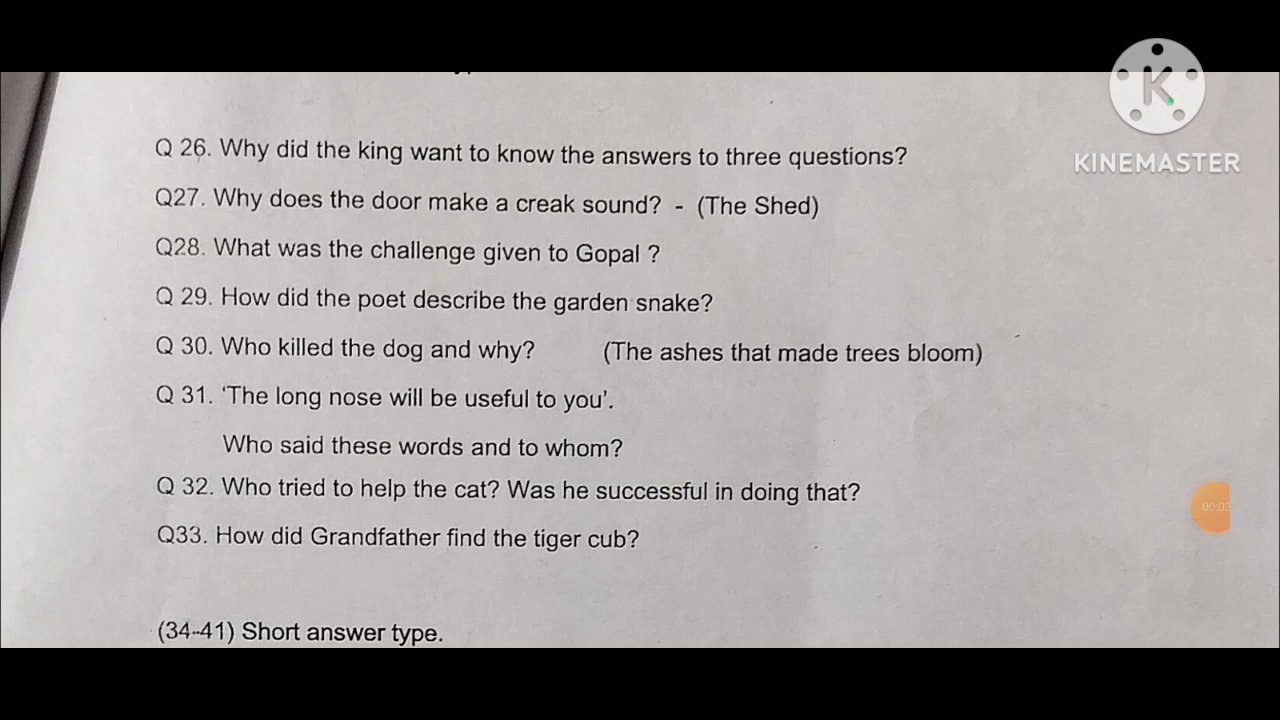 K
KINEMASTER
Q 26. Why did the king want to know the answers to three questions?
Q27. Why does the door make a creak sound? - (The Shed)
Q28. What was the challenge given to Gopal ?
Q 29. How did the poet describe the garden snake?
Q 30. Who killed the dog and why? (The ashes that made trees bloom)
Q 31. ‘The long nose will be useful to you’.
Who said these words and to whom?
Q 32. Who tried to help the cat? Was he successful in doing that?
00:03
Q33. How did Grandfather find the tiger cub?
(34-41) Short answer type.